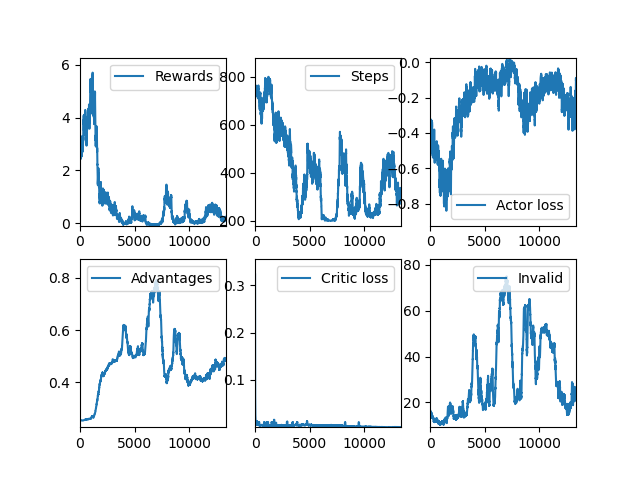 Rewards
6
4
2
0
0 5000 10000
Steps
800
600
400
200
0 5000 10000
Actor loss
0.0
−0.2
−0.4
−0.6
−0.8
0 5000 10000
Advantages
0.8
0.6
0.4
0 5000 10000
Critic loss
0.3
0.2
0.1
0 5000 10000
Invalid
80
60
40
20
0 5000 10000